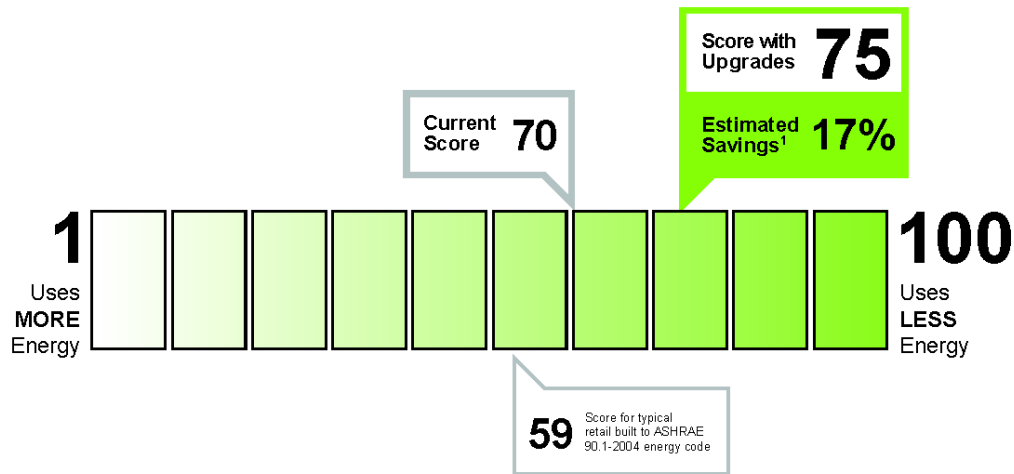 Score with
Upgrades
75
Estimated
Savings¹
17%
Current
Score
70
1
Uses
MORE
Energy
100
Uses
LESS
Energy
59
Score for typical
retail built to ASHRAE
90.1-2004 energy code